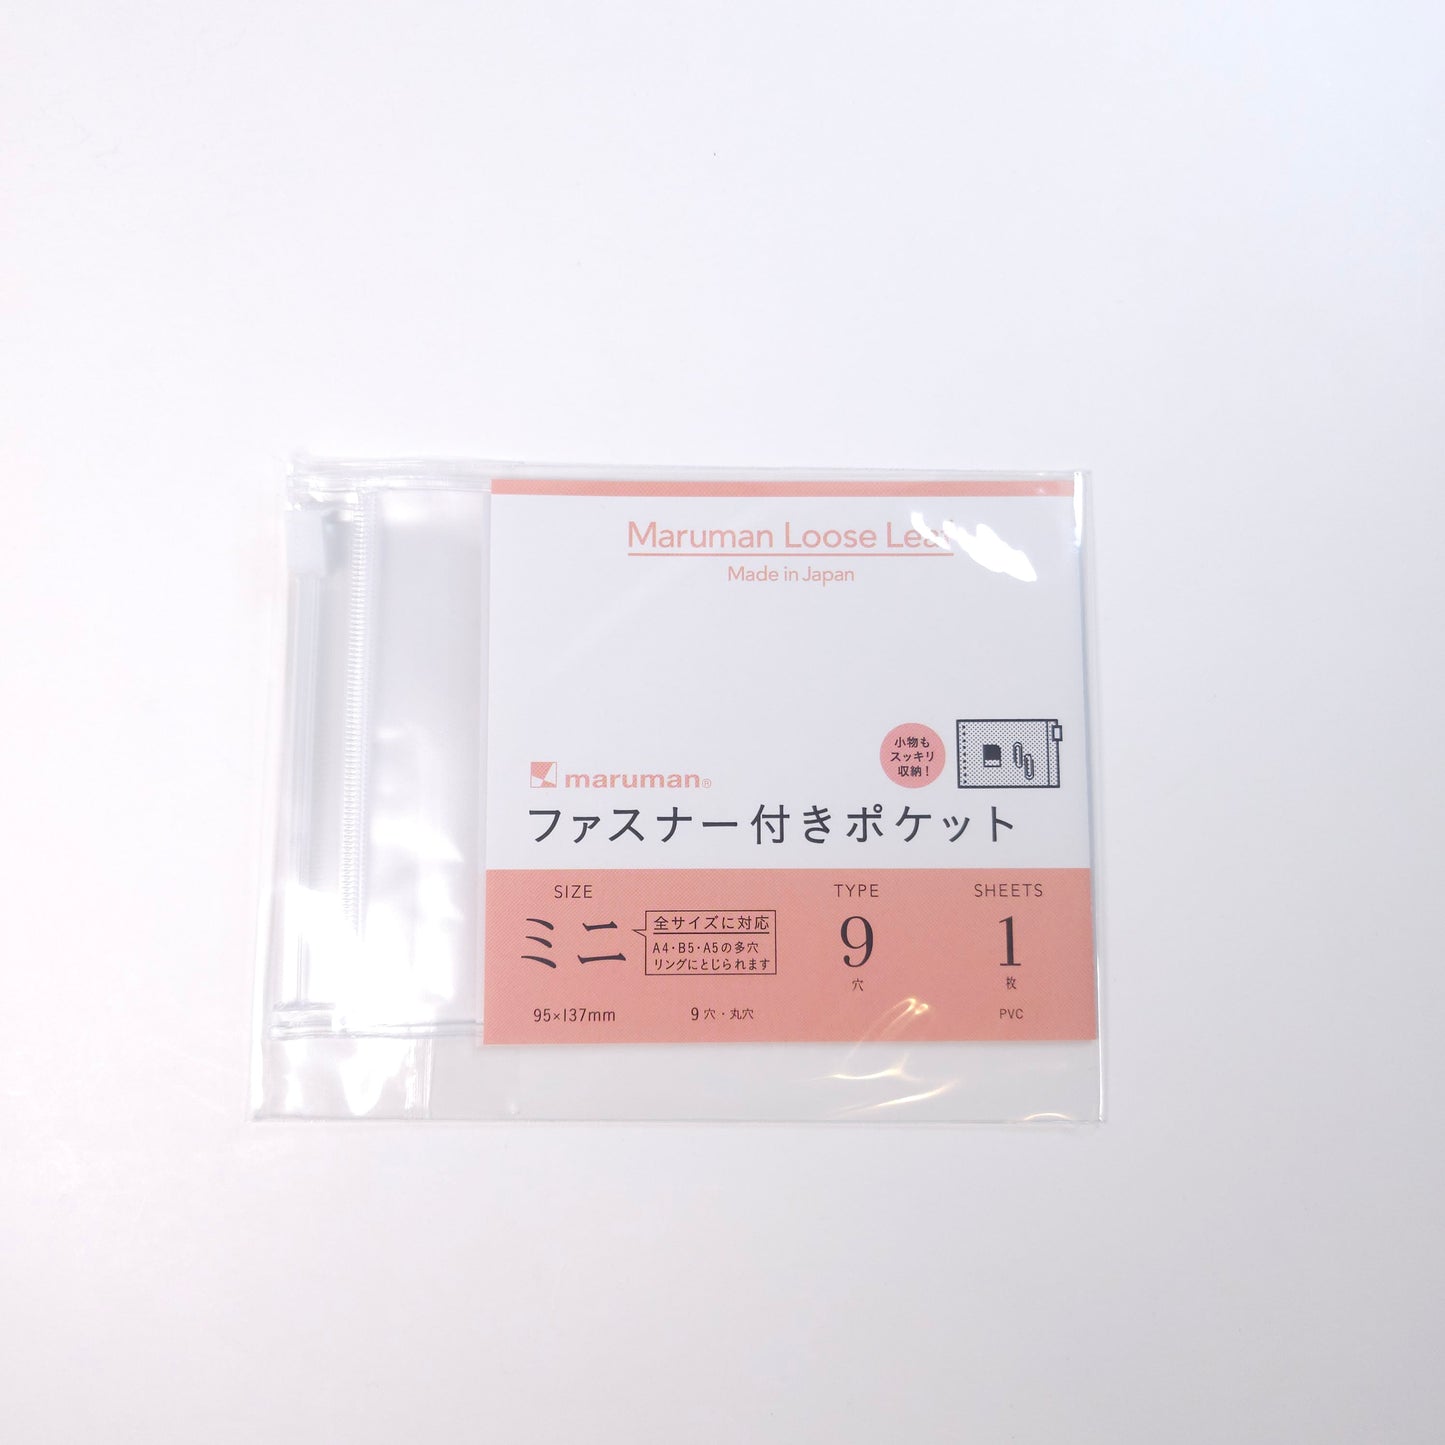 Maruman Loose Leaf
Made in Japan
小物も
スッキリ
収納!
maruman®
ファスナー付きポケット
SIZE
ミニ
全サイズに対応
A4・B5・A5の多穴
リングにとじられます
95×137mm
9穴・丸穴
TYPE
9
穴
SHEETS
1
枚
PVC